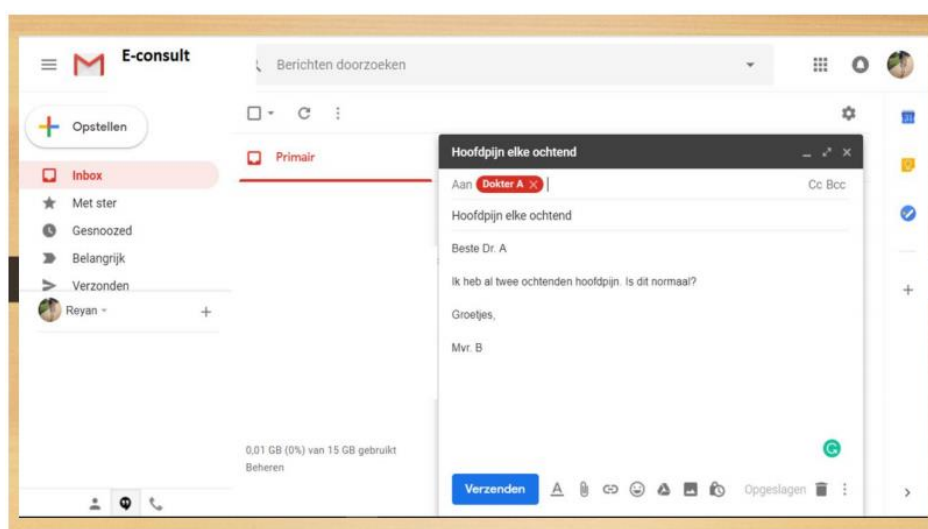 E-consult
Berichten doorzoeken
Opstellen
Primair
Inbox
Met ster
Gesnoozed
Belangrijk
Verzonden
Reyan
0,01 GB (0%) van 15 GB gebruikt
Beheren
Hoofdpijn elke ochtend
Aan Dokter A Cc Bcc
Hoofdpijn elke ochtend
Beste Dr. A
Ik heb al twee ochtenden hoofdpijn. Is dit normaal?
Groetjes,
Mvr. B
Verzenden Opgeslagen